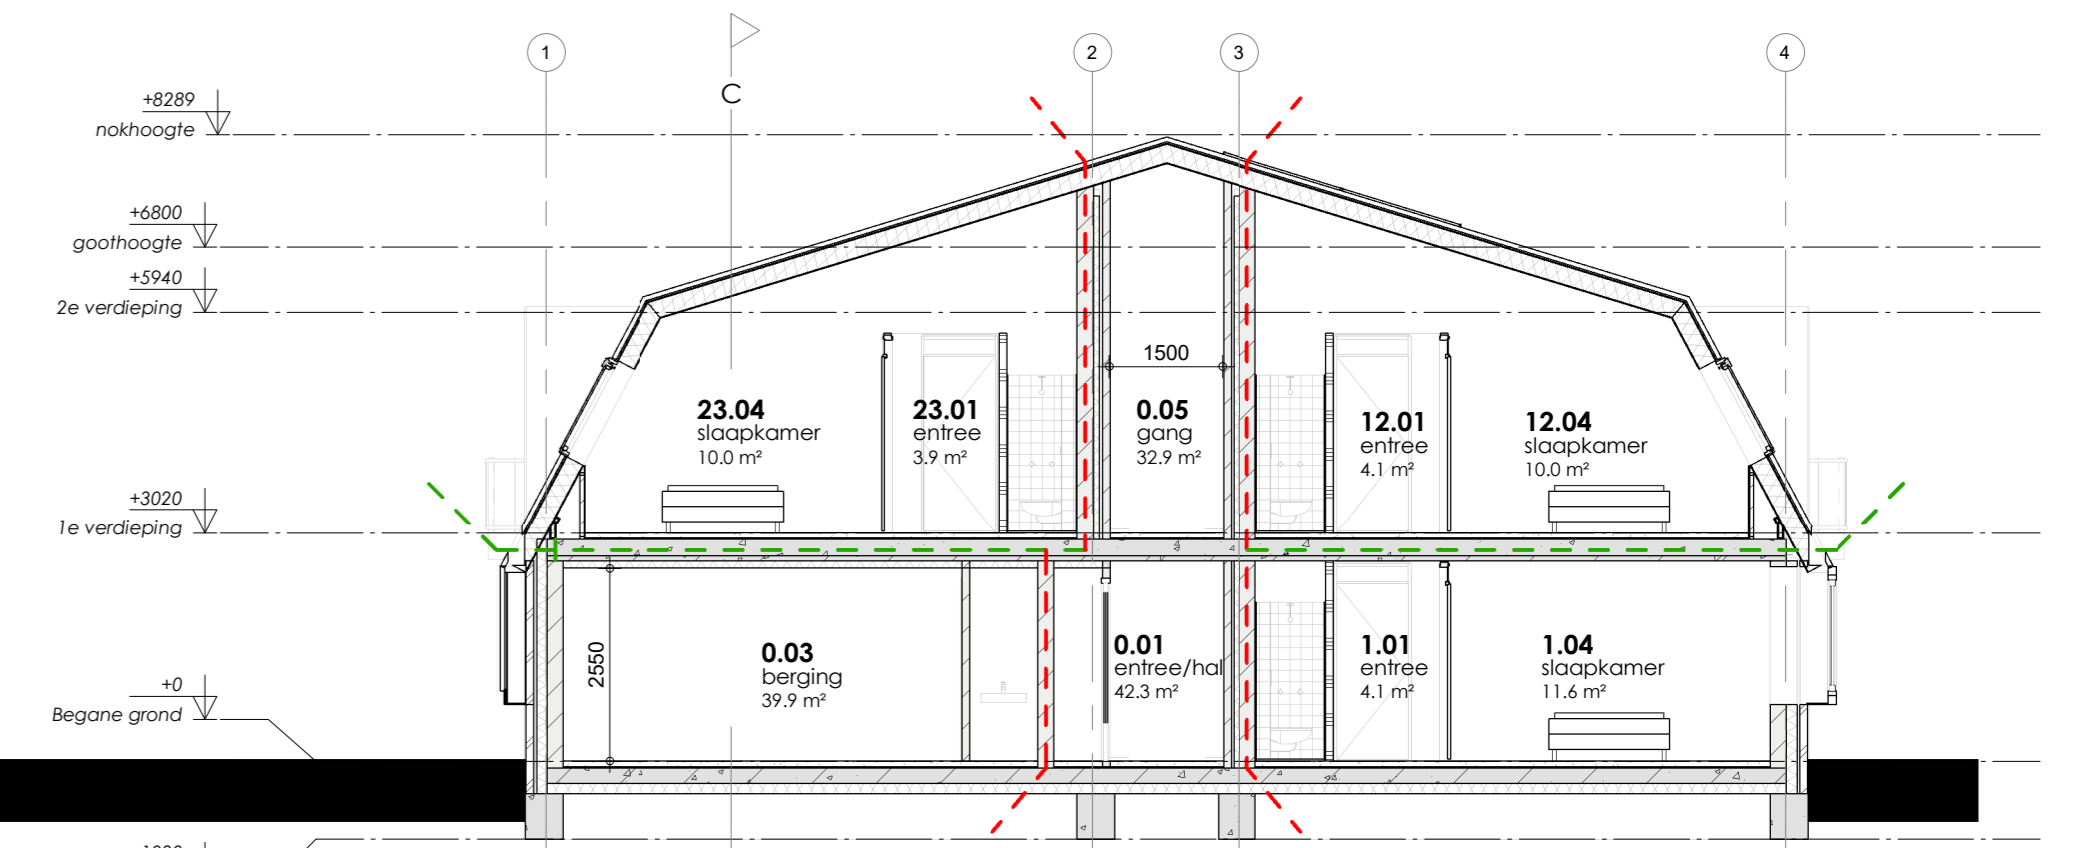 1
2
3
4
C
+8289
nokhoogte
+6800
goothoogte
+5940
2e verdieping
1500
23.04
slaapkamer
10.0 m²
23.01
entree
3.9 m²
0.05
gang
32.9 m²
12.01
entree
4.1 m²
12.04
slaapkamer
10.0 m²
+3020
1e verdieping
2550
0.03
berging
39.9 m²
0.01
entree/hal
42.3 m²
1.01
entree
4.1 m²
1.04
slaapkamer
11.6 m²
+0
Begane grond